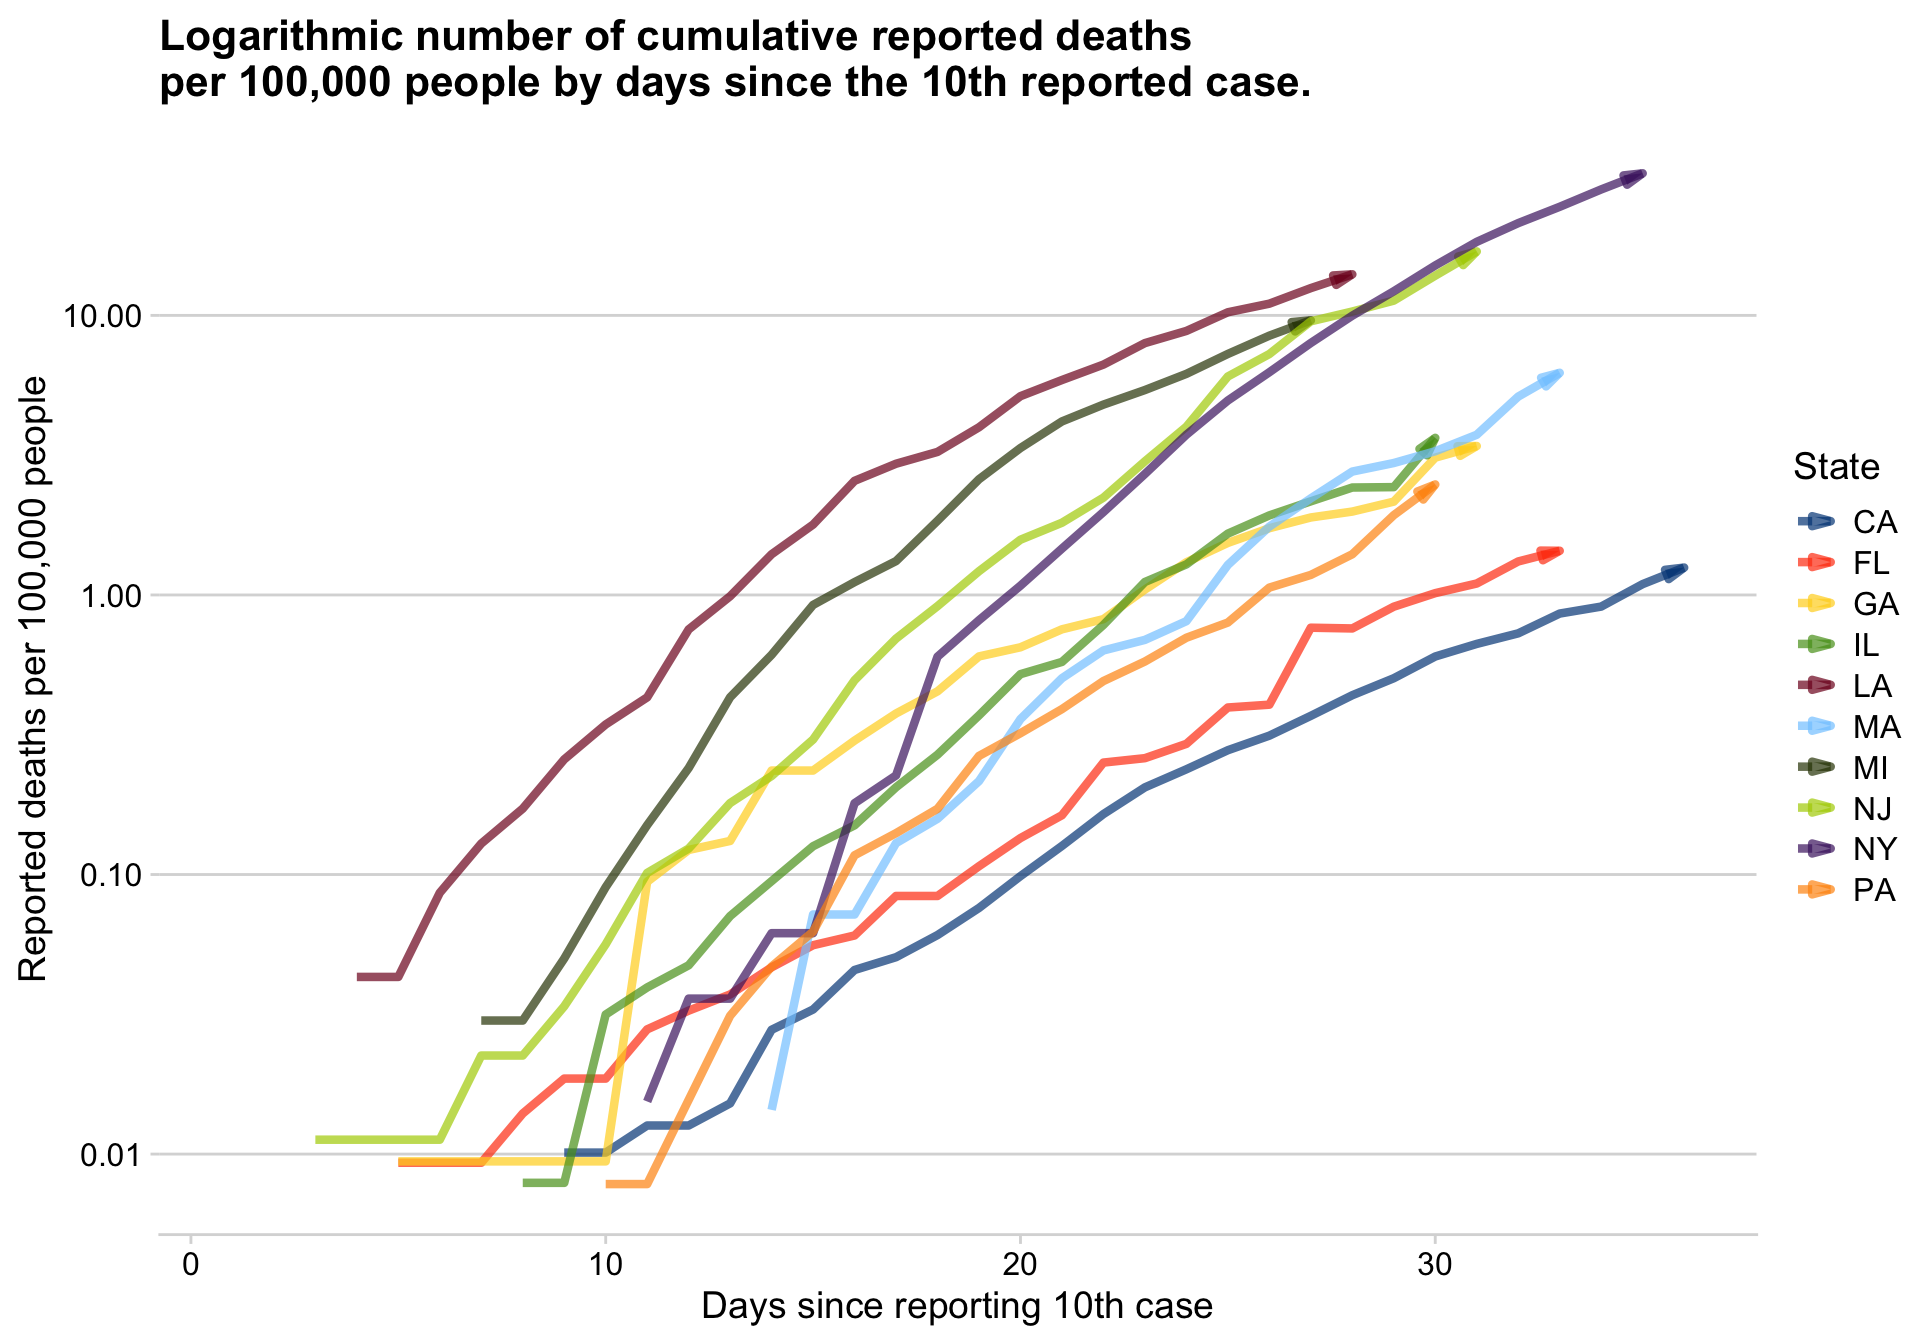 Logarithmic number of cumulative reported deaths
per 100,000 people by days since the 10th reported case.
Reported deaths per 100,000 people
10.00
1.00
0.10
0.01
0
10
20
30
Days since reporting 10th case
State
CA
FL
GA
IL
LA
MA
MI
NJ
NY
PA